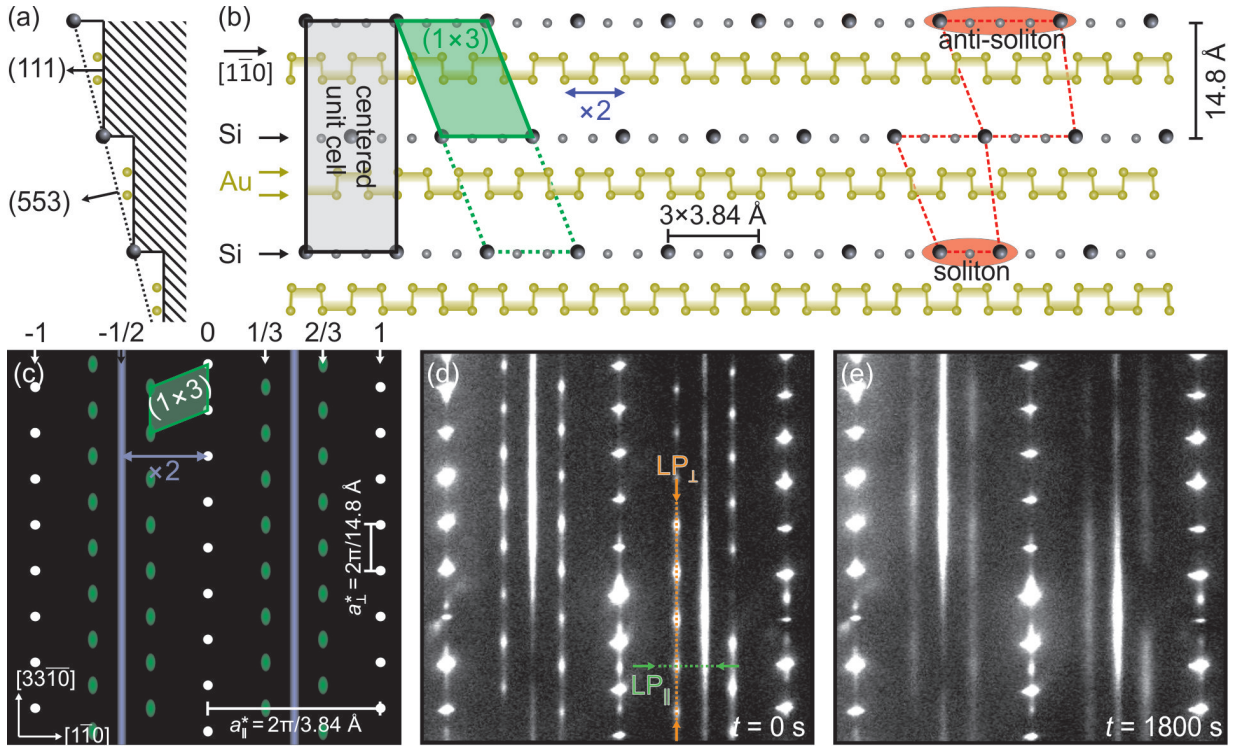 (a)
(111)
(553)
(b)
[11̅0]
Si
Au
Si
centered
unit cell
(1×3)
×2
3×3.84 Å
anti-soliton
soliton
14.8 Å
-1
-1/2
0
1/3
2/3
1
(c)
(1×3)
×2
a*⊥ = 2π/14.8 Å
a*∥ = 2π/3.84 Å
[331̅0̅]
[11̅0]
(d)
LP⊥
LP∥
t = 0 s
(e)
t = 1800 s